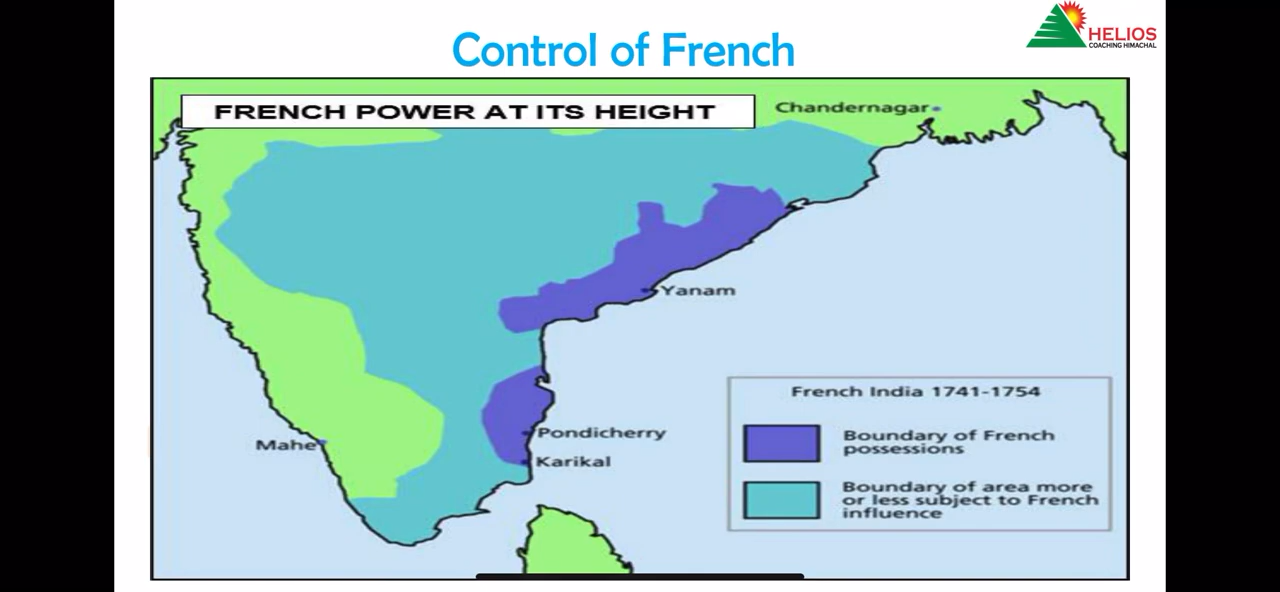 HELIOS
COACHING HIMACHAL
Control of French
FRENCH POWER AT ITS HEIGHT
Chandernagar
Yanam
Pondicherry
Karikal
Mahe
French India 1741-1754
Boundary of French
possessions
Boundary of area more
or less subject to French
influence